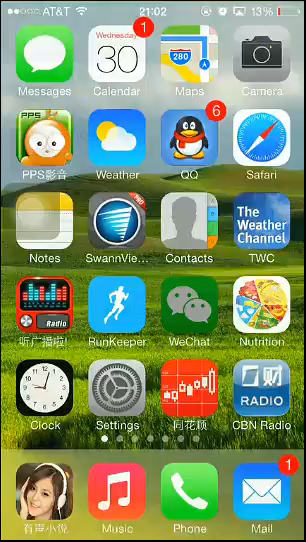 AT&T 21:02 13%
Wednesday 1
30 280
Messages Calendar Maps Camera
PPS 6
PPS影音 Weather QQ Safari
PRO The Weather Channel
Notes SwannVie... Contacts TWC
Radio
听广播啦! RunKeeper WeChat Nutrition
财 RADIO
Clock Settings 同花顺 CBN Radio
1
有声小说 Music Phone Mail